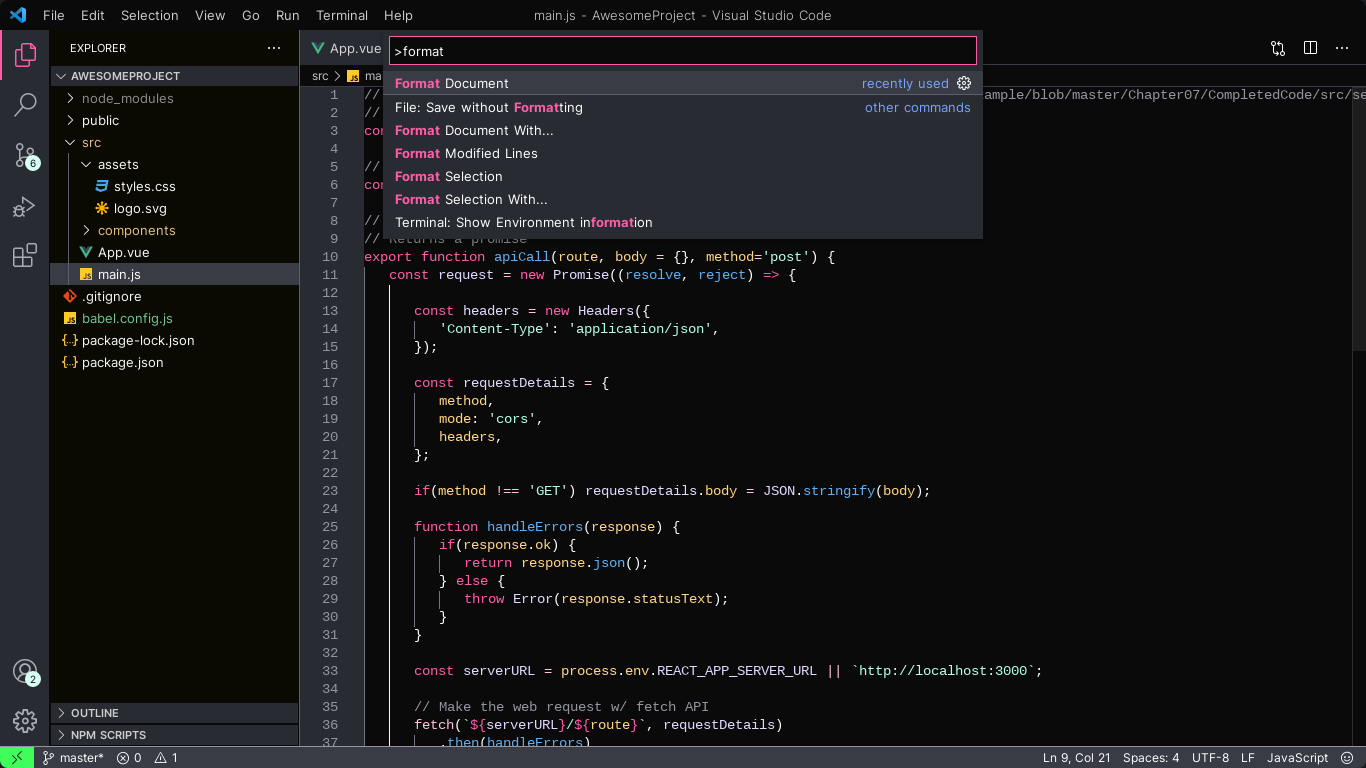 File Edit Selection View Go Run Terminal Help
main.js - AwesomeProject - Visual Studio Code
EXPLORER
AWESOMEPROJECT
node_modules
public
src
assets
styles.css
logo.svg
components
App.vue
main.js
.gitignore
babel.config.js
package-lock.json
package.json
OUTLINE
NPM SCRIPTS
6
2
App.vue
>format
Format Document recently used
File: Save without Formatting other commands
Format Document With...
Format Modified Lines
Format Selection
Format Selection With...
Terminal: Show Environment information
src > JS
1 // ample/blob/master/Chapter07/CompletedCode/src/se
2 //
3
4
5 //
6
7
8 //
9 // Returns a promise
10 export function apiCall(route, body = {}, method='post') {
11 const request = new Promise((resolve, reject) => {
12
13 const headers = new Headers({
14 'Content-Type': 'application/json',
15 });
16
17 const requestDetails = {
18 method,
19 mode: 'cors',
20 headers,
21 };
22
23 if(method !== 'GET') requestDetails.body = JSON.stringify(body);
24
25 function handleErrors(response) {
26 if(response.ok) {
27 return response.json();
28 } else {
29 throw Error(response.statusText);
30 }
31 }
32
33 const serverURL = process.env.REACT_APP_SERVER_URL || `http://localhost:3000`;
34
35 // Make the web request w/ fetch API
36 fetch(`${serverURL}/${route}`, requestDetails)
37 .then(handleErrors)
master* 0 1
Ln 9, Col 21 Spaces: 4 UTF-8 LF JavaScript